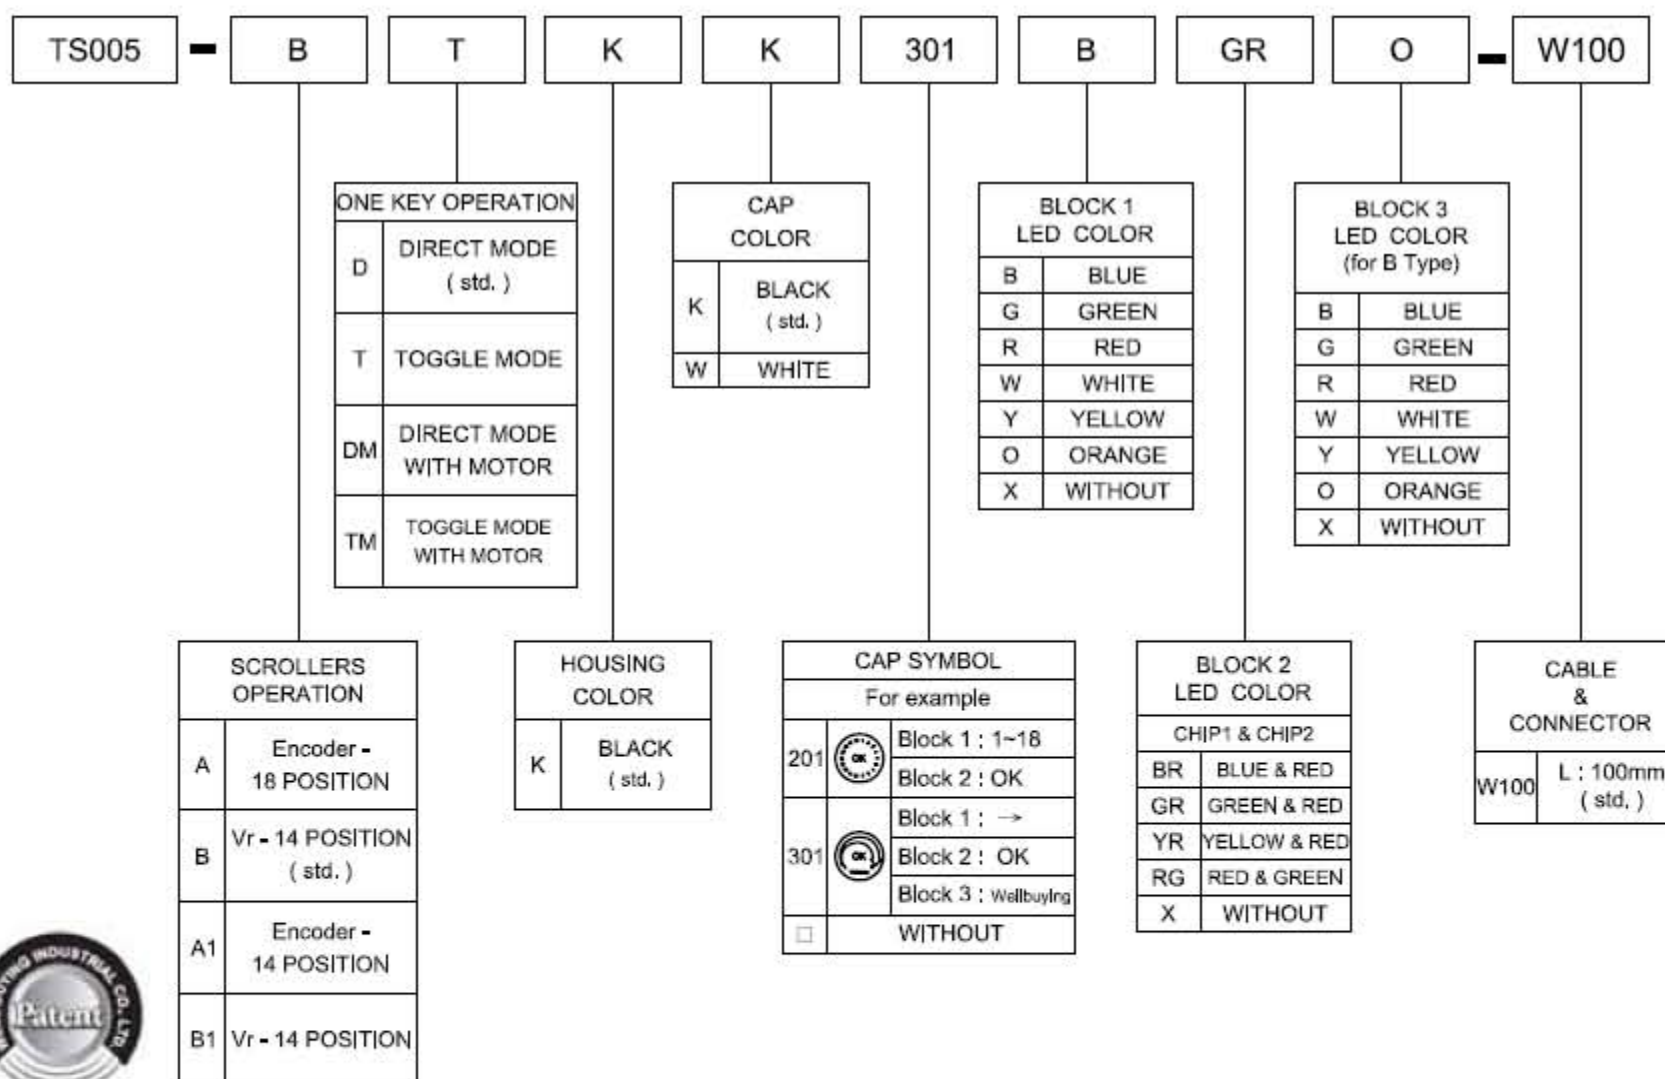 TS005 - B T K K 301 B GR O - W100
ONE KEY OPERATION
D DIRECT MODE
( std. )
T TOGGLE MODE
DM DIRECT MODE
WITH MOTOR
TM TOGGLE MODE
WITH MOTOR
CAP
COLOR
K BLACK
( std. )
W WHITE
BLOCK 1
LED COLOR
B BLUE
G GREEN
R RED
W WHITE
Y YELLOW
O ORANGE
X WITHOUT
BLOCK 3
LED COLOR
(for B Type)
B BLUE
G GREEN
R RED
W WHITE
Y YELLOW
O ORANGE
X WITHOUT
SCROLLERS
OPERATION
A Encoder -
18 POSITION
B Vr - 14 POSITION
( std. )
A1 Encoder -
14 POSITION
B1 Vr - 14 POSITION
HOUSING
COLOR
K BLACK
( std. )
CAP SYMBOL
For example
201 OK Block 1 : 1~18
Block 2 : OK
301 OK Block 1 : →
Block 2 : OK
Block 3 : Wellbuying
□ WITHOUT
BLOCK 2
LED COLOR
CHIP1 & CHIP2
BR BLUE & RED
GR GREEN & RED
YR YELLOW & RED
RG RED & GREEN
X WITHOUT
CABLE
&
CONNECTOR
W100 L : 100mm
( std. )
INDUSTRIAL CO. LTD.
Patent